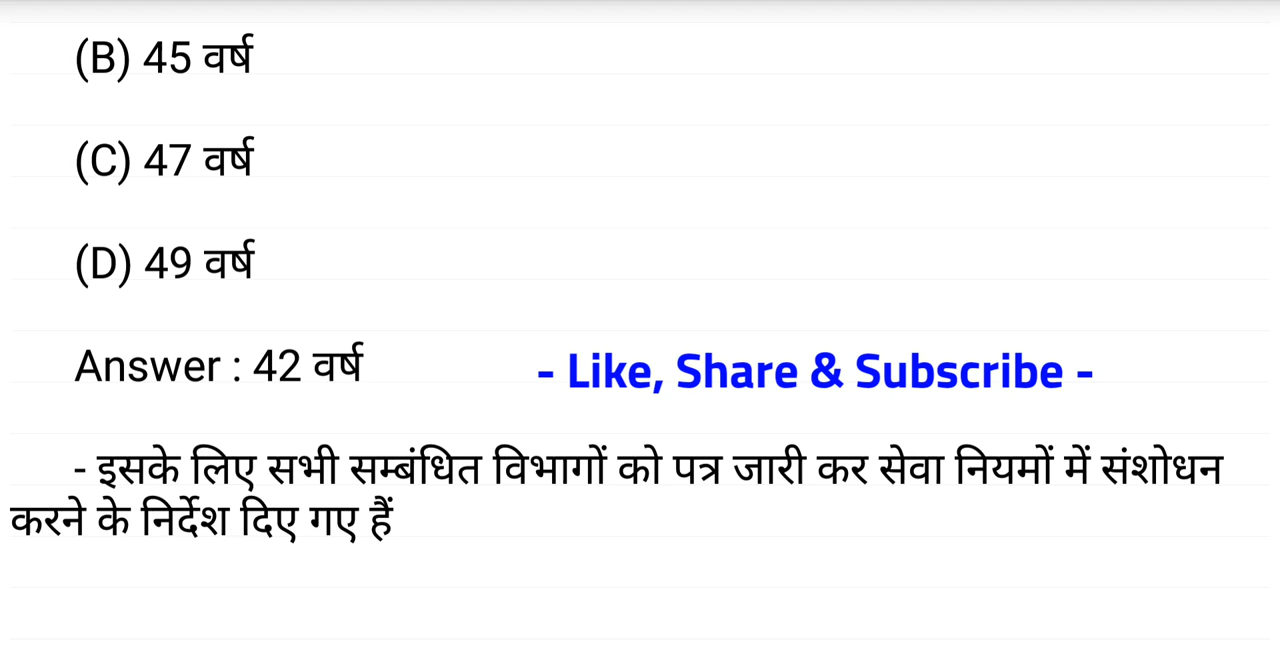 (B) 45 वर्ष
(C) 47 वर्ष
(D) 49 वर्ष
Answer : 42 वर्ष
- Like, Share & Subscribe -
- इसके लिए सभी सम्बंधित विभागों को पत्र जारी कर सेवा नियमों में संशोधन
करने के निर्देश दिए गए हैं